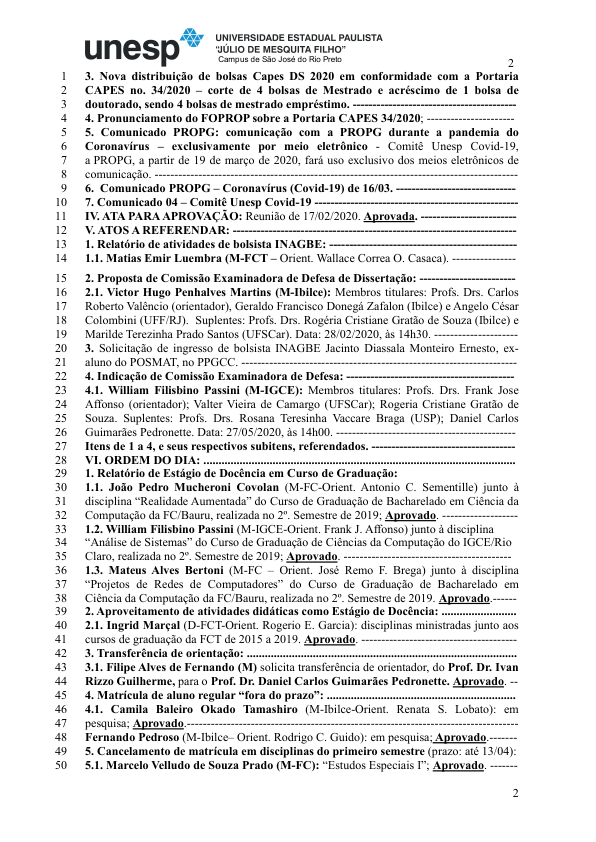 unesp
UNIVERSIDADE ESTADUAL PAULISTA
"JÚLIO DE MESQUITA FILHO"
Campus de São José do Rio Preto
2
1 3. Nova distribuição de bolsas Capes DS 2020 em conformidade com a Portaria
2 CAPES no. 34/2020 – corte de 4 bolsas de Mestrado e acréscimo de 1 bolsa de
3 doutorado, sendo 4 bolsas de mestrado empréstimo. ----------------------------------------
4 4. Pronunciamento do FOPROP sobre a Portaria CAPES 34/2020; ----------------------
5 5. Comunicado PROPG: comunicação com a PROPG durante a pandemia do
6 Coronavírus – exclusivamente por meio eletrônico - Comitê Unesp Covid-19,
7 a PROPG, a partir de 19 de março de 2020, fará uso exclusivo dos meios eletrônicos de
8 comunicação. ------------------------------------------------------------------------------------------
9 6. Comunicado PROPG – Coronavírus (Covid-19) de 16/03. ------------------------------
10 7. Comunicado 04 – Comitê Unesp Covid-19 --------------------------------------------------
11 IV. ATA PARA APROVAÇÃO: Reunião de 17/02/2020. Aprovada. ------------------------
12 V. ATOS A REFERENDAR: ----------------------------------------------------------------------
13 1. Relatório de atividades de bolsista INAGBE: -----------------------------------------------
14 1.1. Matias Emir Luembra (M-FCT – Orient. Wallace Correa O. Casaca). ----------------
15 2. Proposta de Comissão Examinadora de Defesa de Dissertação: ------------------------
16 2.1. Victor Hugo Penhalves Martins (M-Ibilce): Membros titulares: Profs. Drs. Carlos
17 Roberto Valêncio (orientador), Geraldo Francisco Donegá Zafalon (Ibilce) e Angelo César
18 Colombini (UFF/RJ). Suplentes: Profs. Drs. Rogéria Cristiane Gratão de Souza (Ibilce) e
19 Marilde Terezinha Prado Santos (UFSCar). Data: 28/02/2020, às 14h30. ---------------------
20 3. Solicitação de ingresso de bolsista INAGBE Jacinto Diassala Monteiro Ernesto, ex-
21 aluno do POSMAT, no PPGCC. ---------------------------------------------------------------------
22 4. Indicação de Comissão Examinadora de Defesa: ------------------------------------------
23 4.1. William Filisbino Passini (M-IGCE): Membros titulares: Profs. Drs. Frank Jose
24 Affonso (orientador); Valter Vieira de Camargo (UFSCar); Rogeria Cristiane Gratão de
25 Souza. Suplentes: Profs. Drs. Rosana Teresinha Vaccare Braga (USP); Daniel Carlos
26 Guimarães Pedronette. Data: 27/05/2020, às 14h00. ---------------------------------------------
27 Itens de 1 a 4, e seus respectivos subitens, referendados. ------------------------------------
28 VI. ORDEM DO DIA: ........................................................................................................
29 1. Relatório de Estágio de Docência em Curso de Graduação:
30 1.1. João Pedro Mucheroni Covolan (M-FC-Orient. Antonio C. Sementille) junto à
31 disciplina “Realidade Aumentada” do Curso de Graduação de Bacharelado em Ciência da
32 Computação da FC/Bauru, realizada no 2º. Semestre de 2019; Aprovado. -------------------
33 1.2. William Filisbino Passini (M-IGCE-Orient. Frank J. Affonso) junto à disciplina
34 “Análise de Sistemas” do Curso de Graduação de Ciências da Computação do IGCE/Rio
35 Claro, realizada no 2º. Semestre de 2019; Aprovado. ------------------------------------------
36 1.3. Mateus Alves Bertoni (M-FC – Orient. José Remo F. Brega) junto à disciplina
37 “Projetos de Redes de Computadores” do Curso de Graduação de Bacharelado em
38 Ciência da Computação da FC/Bauru, realizada no 2º. Semestre de 2019. Aprovado.------
39 2. Aproveitamento de atividades didáticas como Estágio de Docência: .........................
40 2.1. Ingrid Marçal (D-FCT-Orient. Rogerio E. Garcia): disciplinas ministradas junto aos
41 cursos de graduação da FCT de 2015 a 2019. Aprovado. ---------------------------------------
42 3. Transferência de orientação: ..........................................................................................
43 3.1. Filipe Alves de Fernando (M) solicita transferência de orientador, do Prof. Dr. Ivan
44 Rizzo Guilherme, para o Prof. Dr. Daniel Carlos Guimarães Pedronette. Aprovado. --
45 4. Matrícula de aluno regular “fora do prazo”: ...............................................................
46 4.1. Camila Baleiro Okado Tamashiro (M-Ibilce-Orient. Renata S. Lobato): em
47 pesquisa; Aprovado.-----------------------------------------------------------------------------------
48 Fernando Pedroso (M-Ibilce– Orient. Rodrigo C. Guido): em pesquisa; Aprovado.-------
49 5. Cancelamento de matrícula em disciplinas do primeiro semestre (prazo: até 13/04):
50 5.1. Marcelo Velludo de Souza Prado (M-FC): “Estudos Especiais I”; Aprovado. -------
2